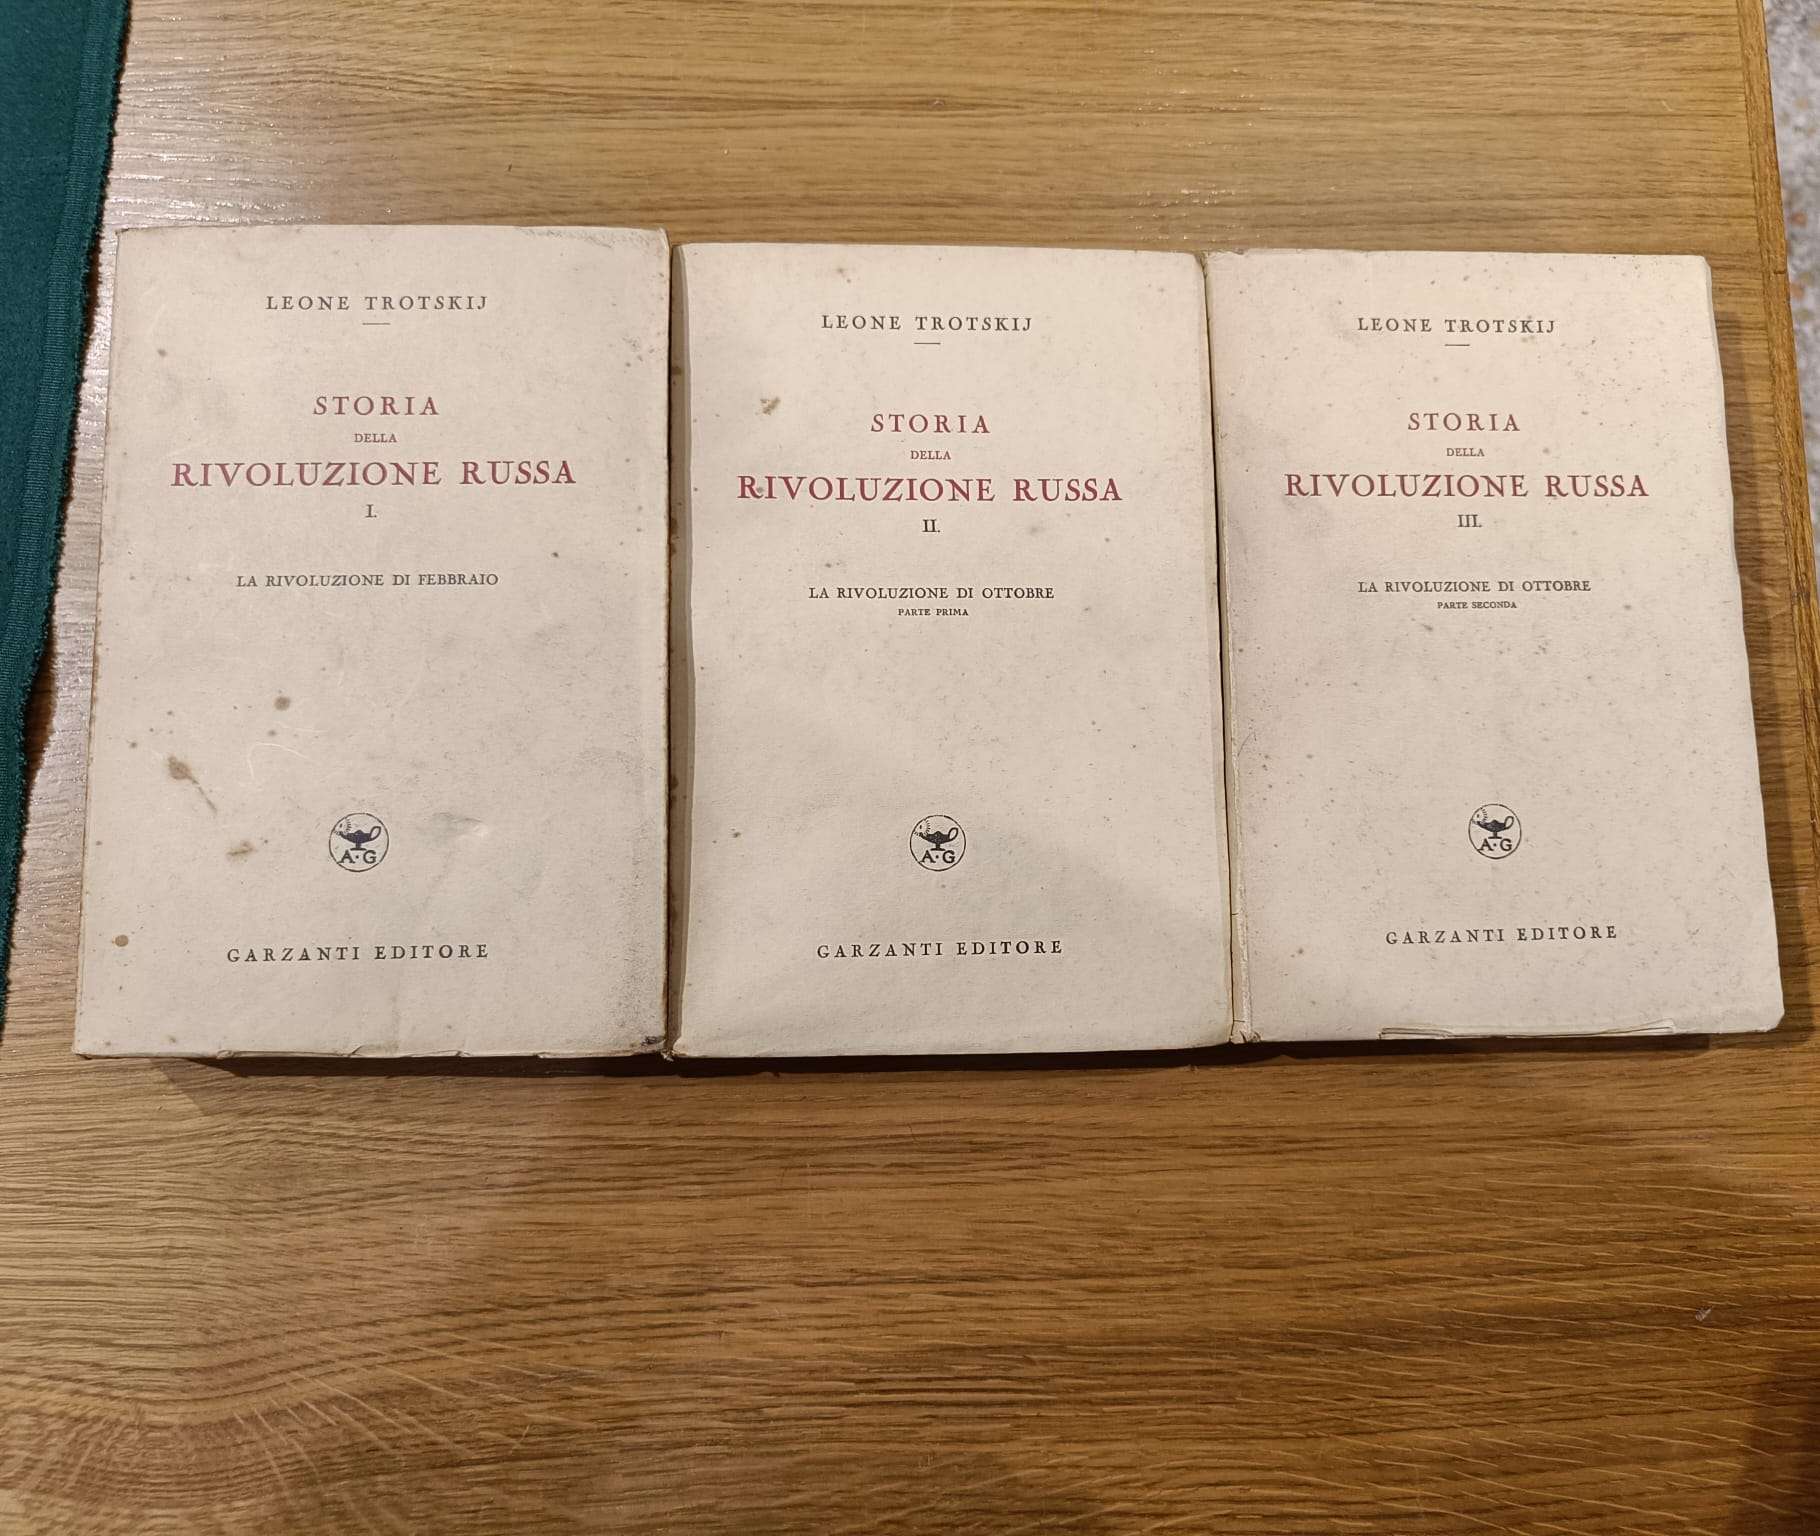 LEONE TROTSKIJ
STORIA
DELLA
RIVOLUZIONE RUSSA
I.
LA RIVOLUZIONE DI FEBBRAIO
A·G
GARZANTI EDITORE
LEONE TROTSKIJ
STORIA
DELLA
RIVOLUZIONE RUSSA
II.
LA RIVOLUZIONE DI OTTOBRE
PARTE PRIMA
A·G
GARZANTI EDITORE
LEONE TROTSKIJ
STORIA
DELLA
RIVOLUZIONE RUSSA
III.
LA RIVOLUZIONE DI OTTOBRE
PARTE SECONDA
A·G
GARZANTI EDITORE